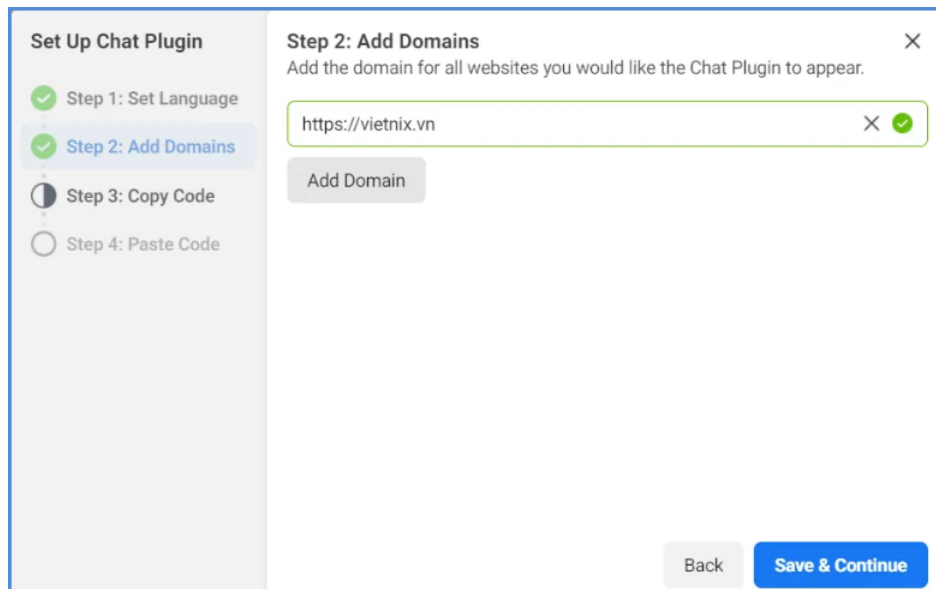 Set Up Chat Plugin
Step 1: Set Language
Step 2: Add Domains
Step 3: Copy Code
Step 4: Paste Code
Step 2: Add Domains
Add the domain for all websites you would like the Chat Plugin to appear.
https://vietnix.vn
Add Domain
Back
Save & Continue